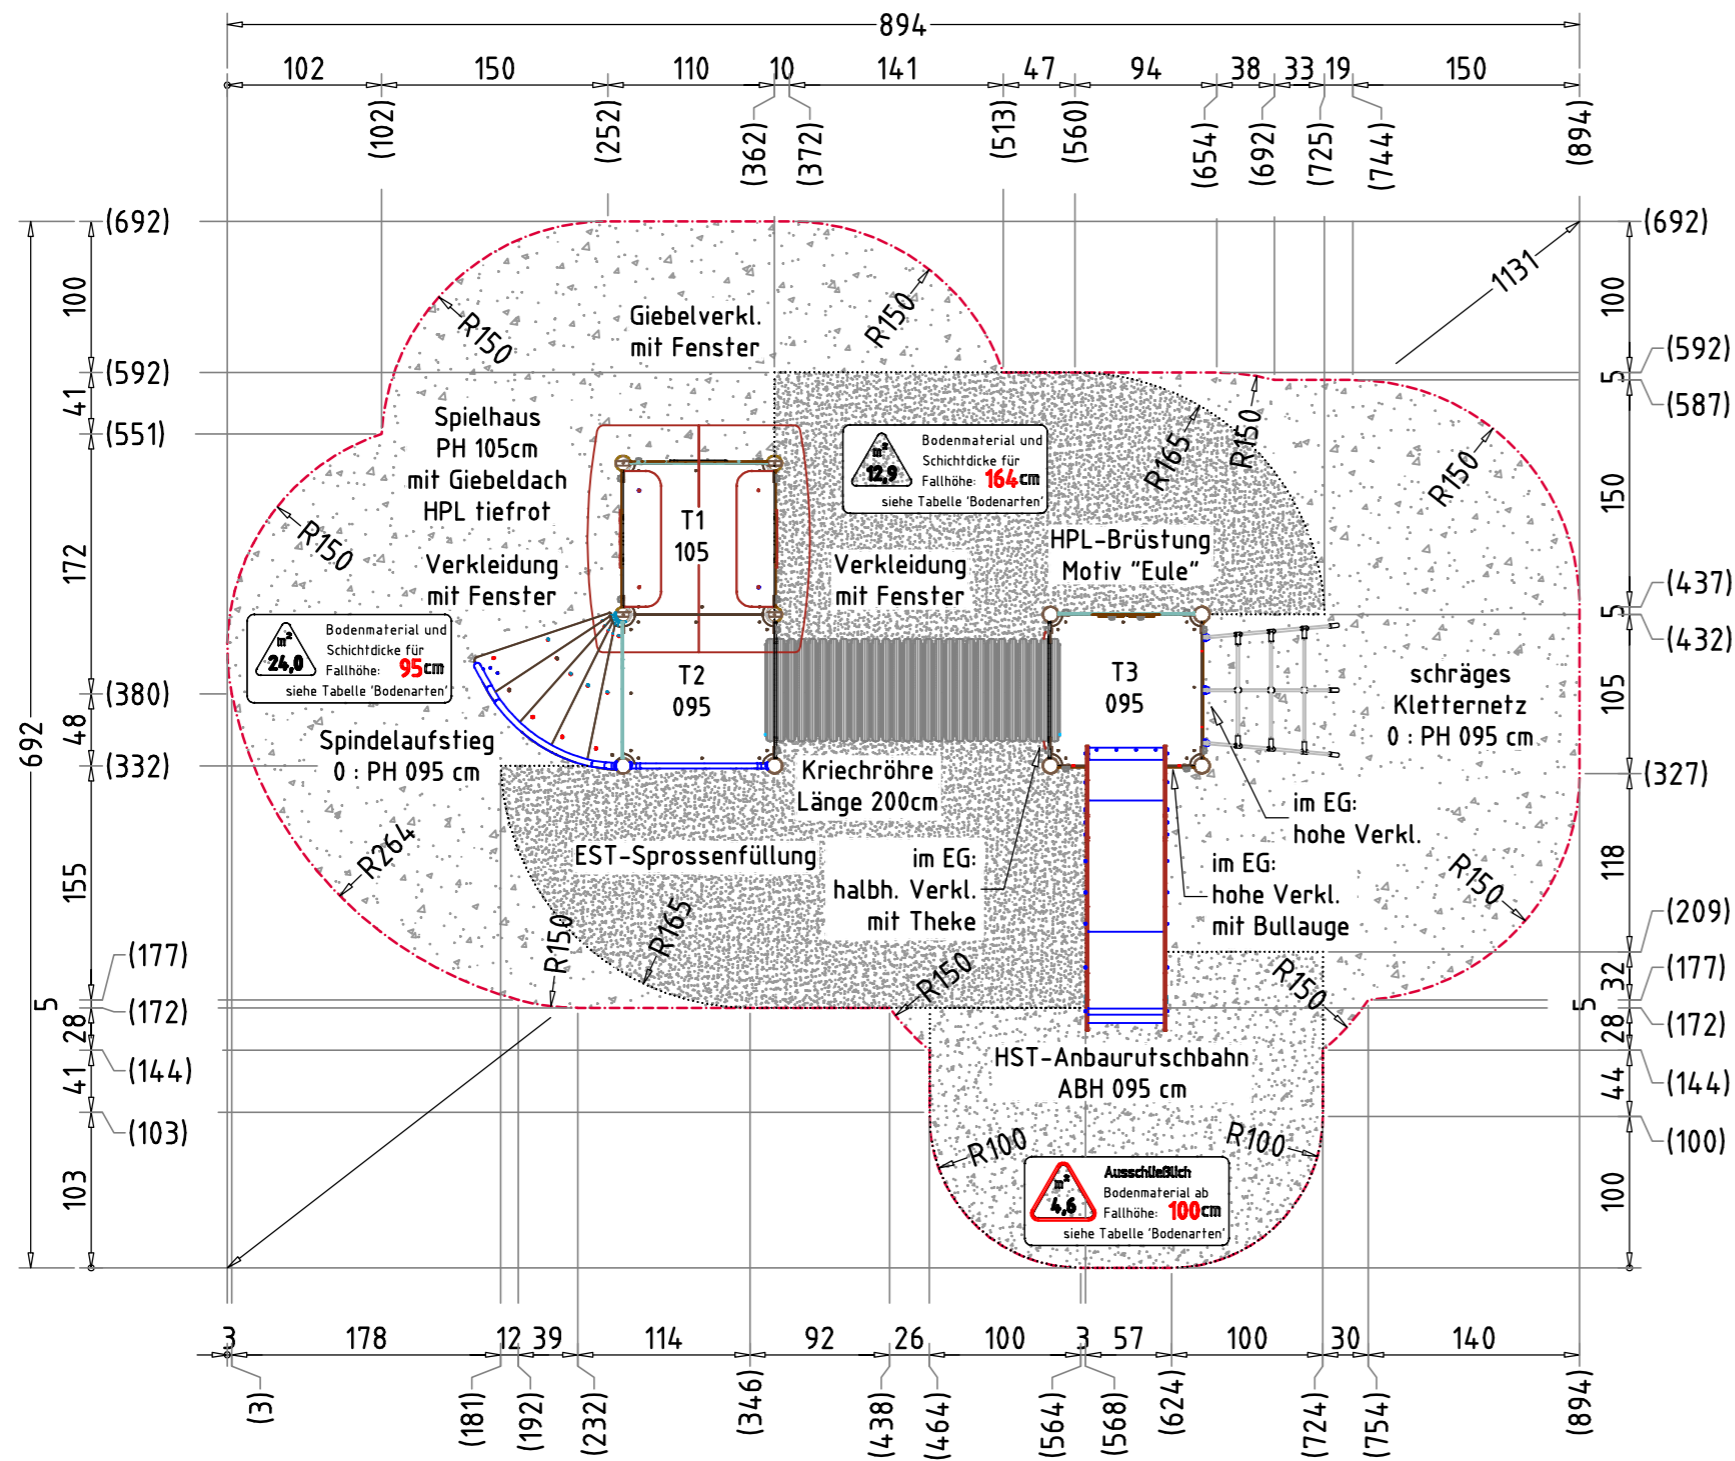 894
102 150 110 10 141 47 94 38 33 19 150
(102) (252) (362) (372) (513) (560) (654) (692) (725) (744) (894)
692
100
41
172
48
155
5
28
41
103
(692)
(592)
(551)
(380)
(332)
(177)
(172)
(144)
(103)
1131
R150
R150
R150
R150
R165
R150
R150
R264
R150
R165
R150
R150
R100
R100
Giebelverkl.
mit Fenster
Spielhaus
PH 105cm
mit Giebeldach
HPL tiefrot
T1
105
m²
12,9
Bodenmaterial und
Schichtdicke für
Fallhöhe: 164cm
siehe Tabelle 'Bodenarten'
Verkleidung
mit Fenster
Verkleidung
mit Fenster
HPL-Brüstung
Motiv "Eule"
m²
24,0
Bodenmaterial und
Schichtdicke für
Fallhöhe: 95cm
siehe Tabelle 'Bodenarten'
T2
095
T3
095
schräges
Kletternetz
0 : PH 095 cm
Spindelaufstieg
0 : PH 095 cm
Kriechröhre
Länge 200cm
im EG:
hohe Verkl.
EST-Sprossenfüllung
im EG:
halbh. Verkl.
mit Theke
im EG:
hohe Verkl.
mit Bullauge
HST-Anbaurutschbahn
ABH 095 cm
m²
4,6
Ausschließlich
Bodenmaterial ab
Fallhöhe: 100cm
siehe Tabelle 'Bodenarten'
(692)
(592)
(587)
(437)
(432)
(327)
(209)
(177)
(172)
(144)
(100)
100
5
150
5
105
118
32
5
28
44
100
3 178 12 39 114 92 26 100 3 57 100 30 140
(3) (181) (192) (232) (346) (438) (464) (564) (568) (624) (724) (754) (894)